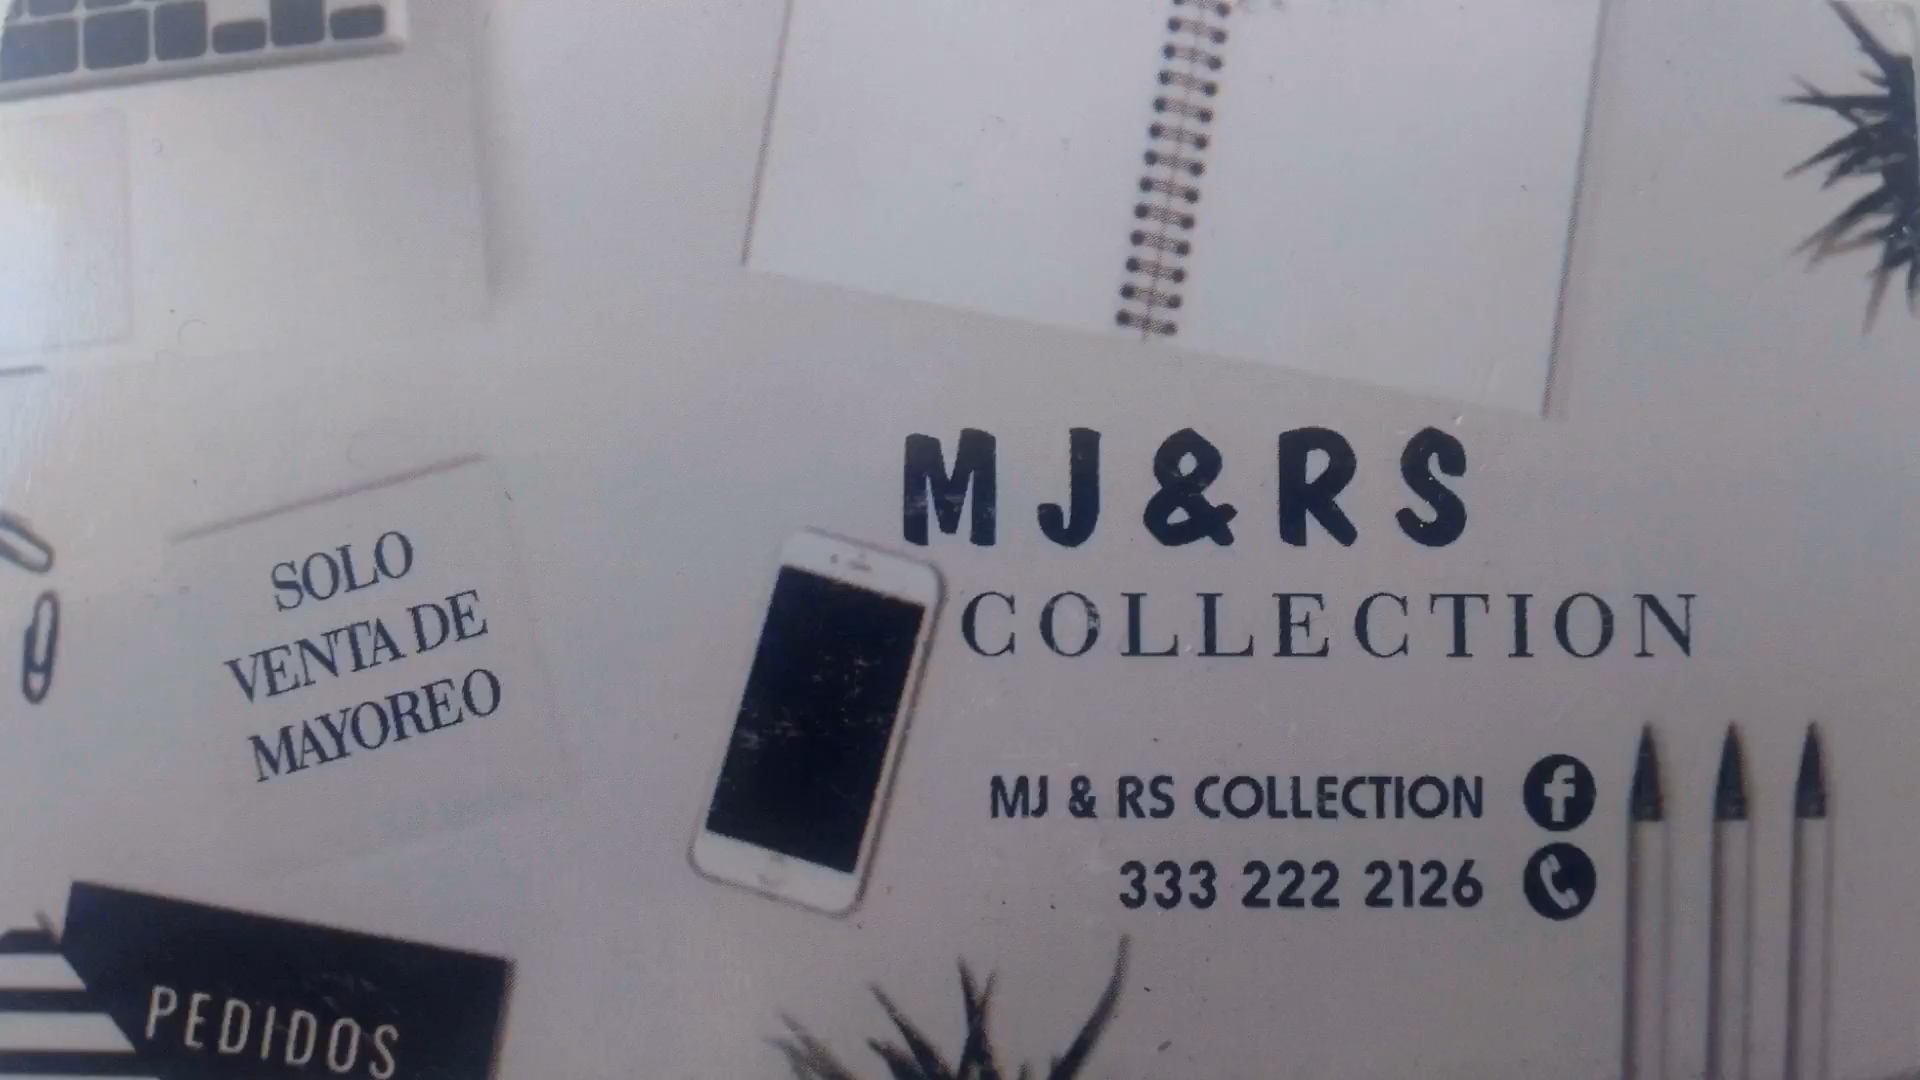 MJ&RS
COLLECTION
SOLO
VENTA DE
MAYOREO
MJ & RS COLLECTION
333 222 2126
PEDIDOS